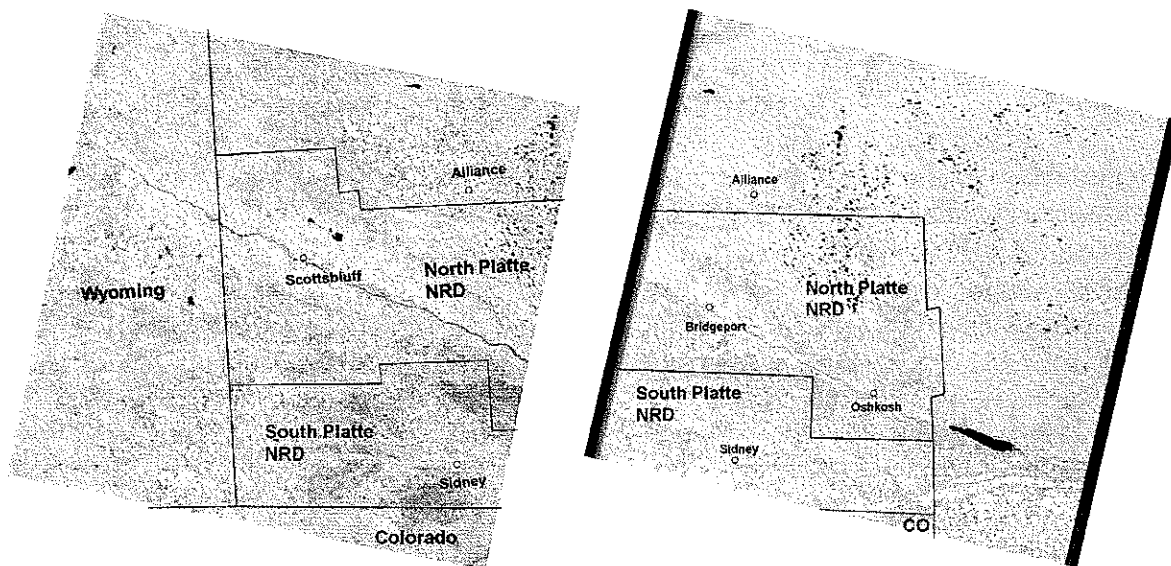 Alliance
Scottsbluff
North Platte
NRD
Wyoming
South Platte
NRD
Sidney
Colorado
Alliance
North Platte
NRD
Bridgeport
South Platte
NRD
Oshkosh
Sidney
CO